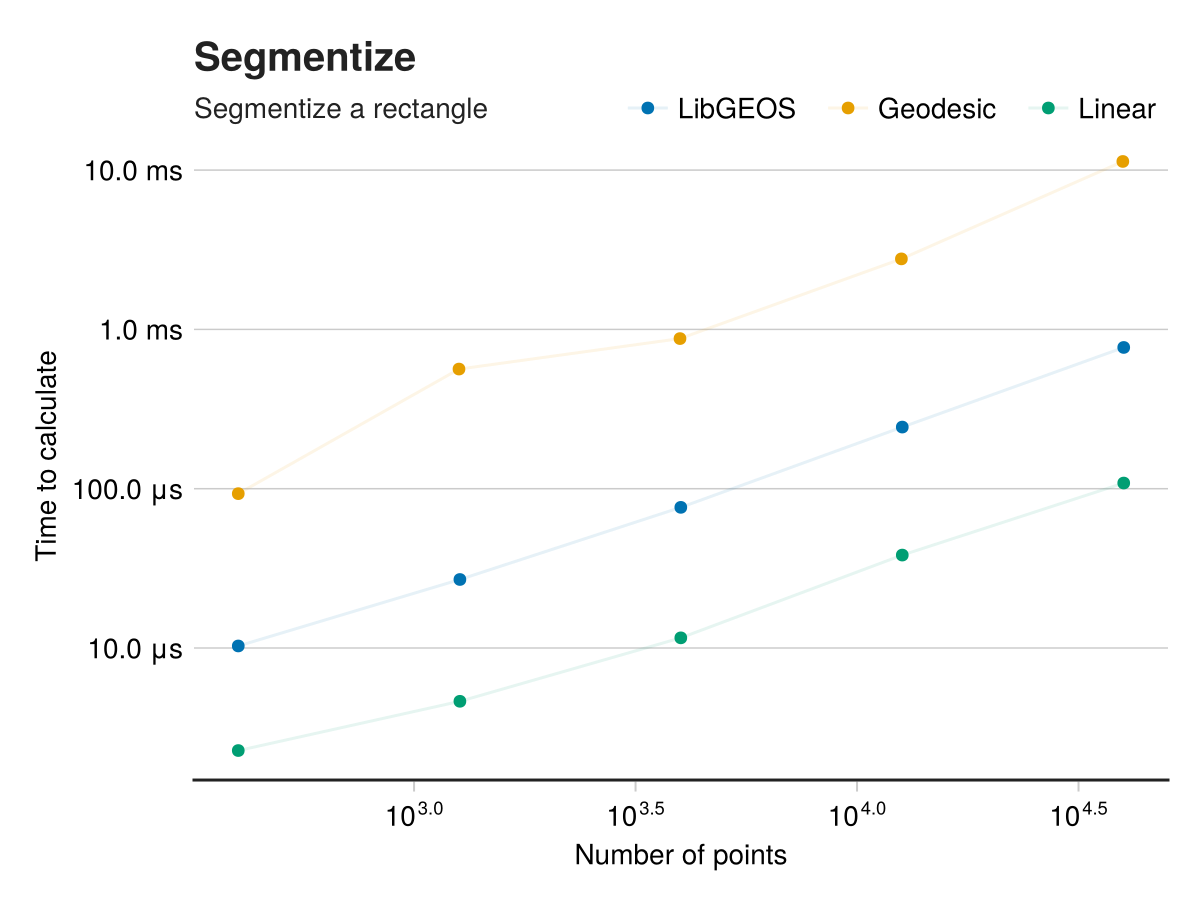 Segmentize
Segmentize a rectangle
LibGEOS
Geodesic
Linear
10.0 ms
1.0 ms
100.0 µs
10.0 µs
Time to calculate
10^3.0
10^3.5
10^4.0
10^4.5
Number of points